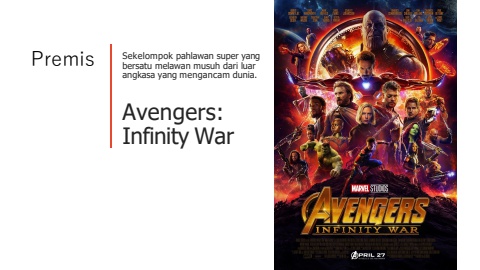 Premis
Sekelompok pahlawan super yang
bersatu melawan musuh dari luar
angkasa yang mengancam dunia.
Avengers:
Infinity War
MARVEL STUDIOS
AVENGERS
INFINITY WAR
APRIL 27